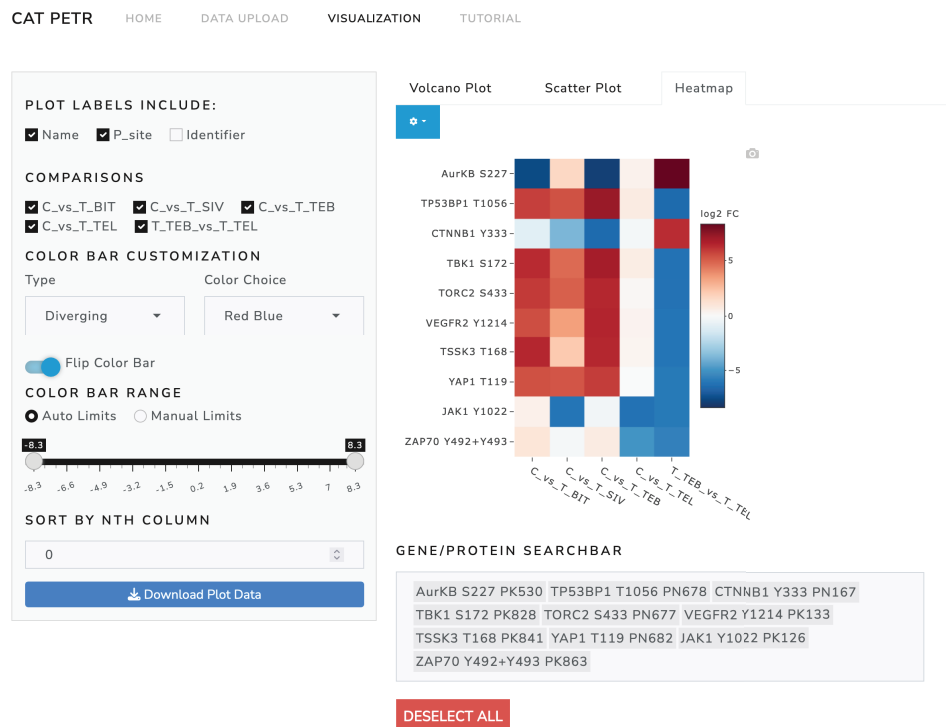 CAT PETR HOME DATA UPLOAD VISUALIZATION TUTORIAL
PLOT LABELS INCLUDE:
Name P_site Identifier
COMPARISONS
C_vs_T_BIT C_vs_T_SIV C_vs_T_TEB
C_vs_T_TEL T_TEB_vs_T_TEL
COLOR BAR CUSTOMIZATION
Type Color Choice
Diverging Red Blue
Flip Color Bar
COLOR BAR RANGE
Auto Limits Manual Limits
-8.3 8.3
-8.3 -6.6 -4.9 -3.2 -1.5 0.2 1.9 3.6 5.3 7 8.3
SORT BY NTH COLUMN
0
Download Plot Data
Volcano Plot Scatter Plot Heatmap
AurKB S227
TP53BP1 T1056
CTNNB1 Y333
TBK1 S172
TORC2 S433
VEGFR2 Y1214
TSSK3 T168
YAP1 T119
JAK1 Y1022
ZAP70 Y492+Y493
C_vs_T_BIT
C_vs_T_SIV
C_vs_T_TEB
C_vs_T_TEL
T_TEB_vs_T_TEL
log2 FC
5
0
−5
GENE/PROTEIN SEARCHBAR
AurKB S227 PK530 TP53BP1 T1056 PN678 CTNNB1 Y333 PN167
TBK1 S172 PK828 TORC2 S433 PN677 VEGFR2 Y1214 PK133
TSSK3 T168 PK841 YAP1 T119 PN682 JAK1 Y1022 PK126
ZAP70 Y492+Y493 PK863
DESELECT ALL